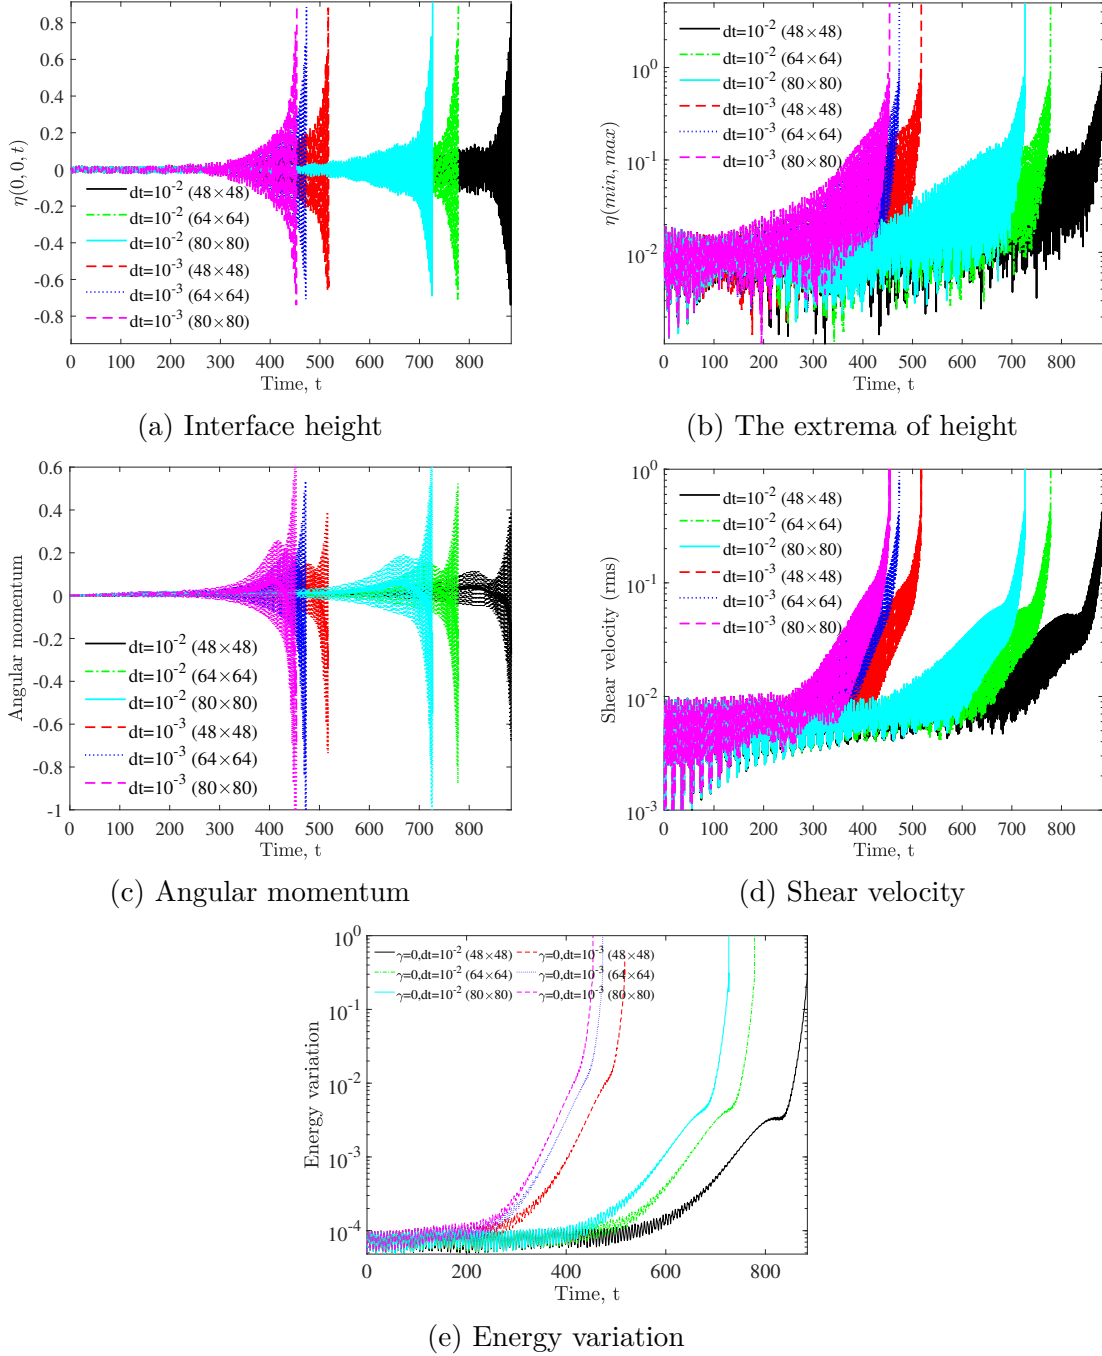 0.8
0.6
0.4
0.2
0
-0.2
-0.4
-0.6
-0.8
η(0, 0, t)
dt=10^-2 (48×48)
dt=10^-2 (64×64)
dt=10^-2 (80×80)
dt=10^-3 (48×48)
dt=10^-3 (64×64)
dt=10^-3 (80×80)
0 100 200 300 400 500 600 700 800
Time, t
(a) Interface height
10^0
10^-1
10^-2
η(min, max)
dt=10^-2 (48×48)
dt=10^-2 (64×64)
dt=10^-2 (80×80)
dt=10^-3 (48×48)
dt=10^-3 (64×64)
dt=10^-3 (80×80)
0 100 200 300 400 500 600 700 800
Time, t
(b) The extrema of height
0.6
0.4
0.2
0
-0.2
-0.4
-0.6
-0.8
-1
Angular momentum
dt=10^-2 (48×48)
dt=10^-2 (64×64)
dt=10^-2 (80×80)
dt=10^-3 (48×48)
dt=10^-3 (64×64)
dt=10^-3 (80×80)
0 100 200 300 400 500 600 700 800
Time, t
(c) Angular momentum
10^0
10^-1
10^-2
10^-3
Shear velocity (rms)
dt=10^-2 (48×48)
dt=10^-2 (64×64)
dt=10^-2 (80×80)
dt=10^-3 (48×48)
dt=10^-3 (64×64)
dt=10^-3 (80×80)
0 100 200 300 400 500 600 700 800
Time, t
(d) Shear velocity
10^0
10^-1
10^-2
10^-3
10^-4
Energy variation
γ=0,dt=10^-2 (48×48) γ=0,dt=10^-3 (48×48)
γ=0,dt=10^-2 (64×64) γ=0,dt=10^-3 (64×64)
γ=0,dt=10^-2 (80×80) γ=0,dt=10^-3 (80×80)
0 200 400 600 800
Time, t
(e) Energy variation